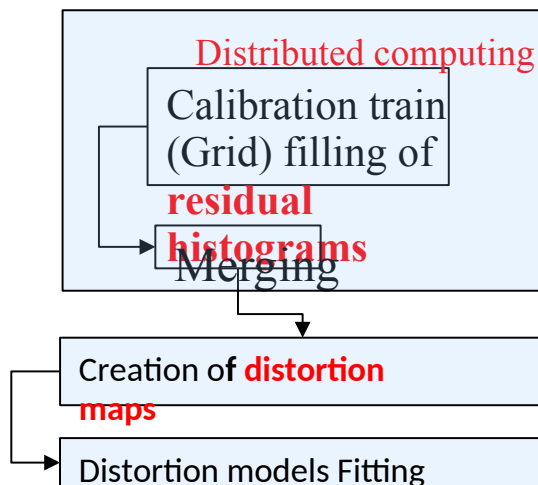 Distributed computing
Calibration train
(Grid) filling of
residual
histograms
Merging
Creation of distortion
maps
Distortion models Fitting